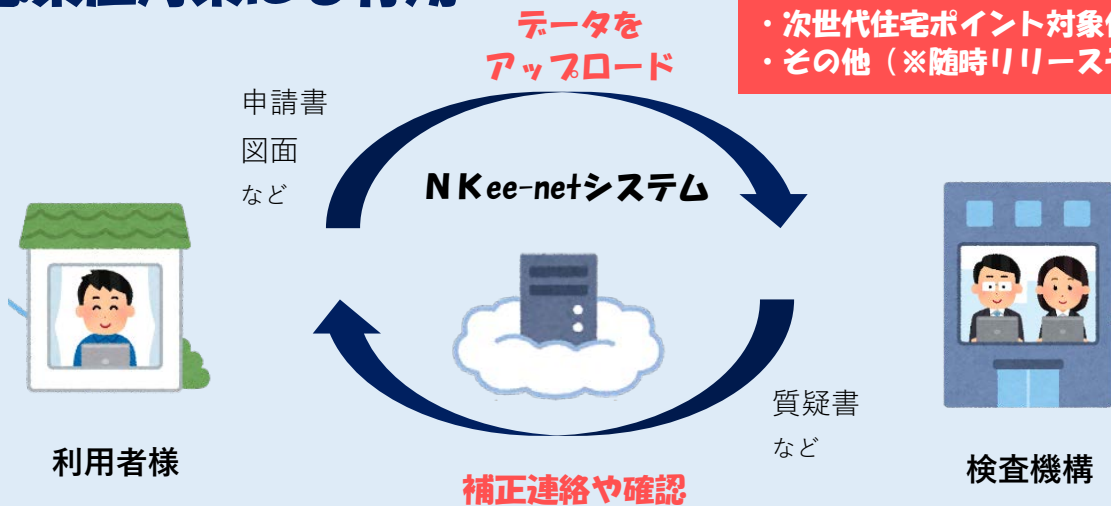 ・次世代住宅ポイント対象
・その他（※随時リリース
データを
アップロード
申請書
図面
など
NKee-netシステム
利用者様
質疑書
など
検査機構
補正連絡や確認